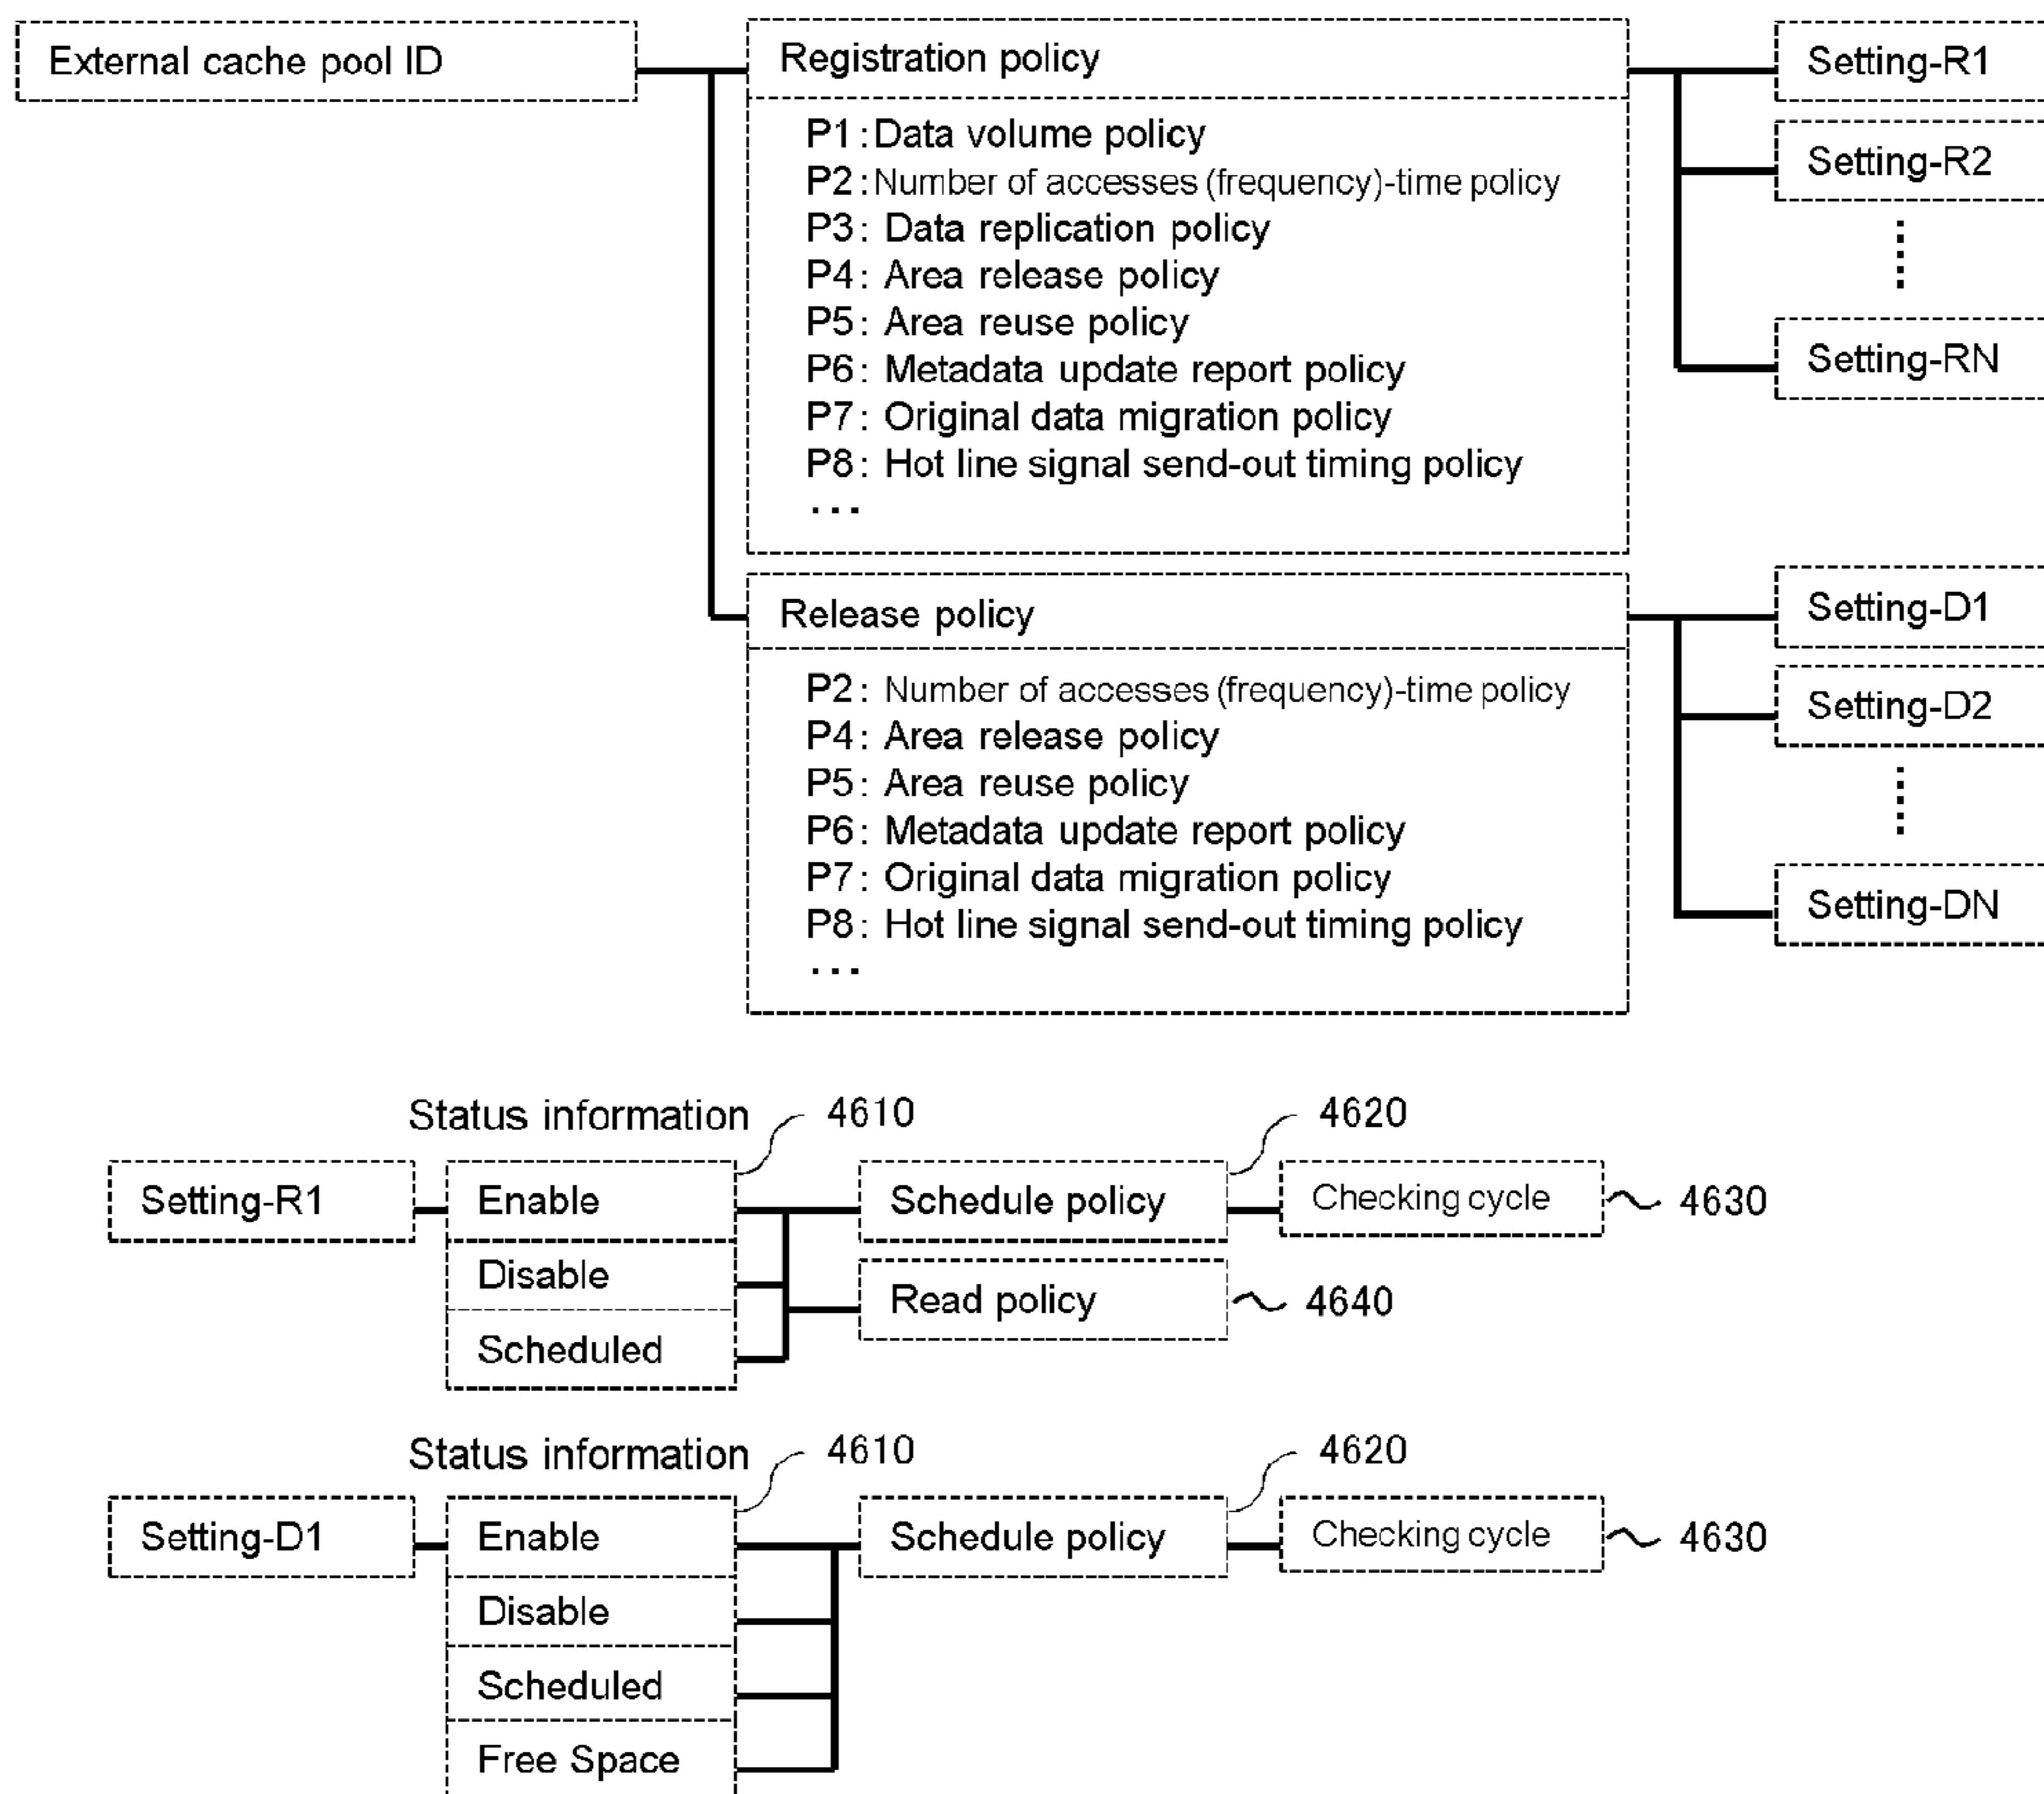 External cache pool ID
Registration policy
P1:Data volume policy
P2:Number of accesses (frequency)-time policy
P3: Data replication policy
P4: Area release policy
P5: Area reuse policy
P6: Metadata update report policy
P7: Original data migration policy
P8: Hot line signal send-out timing policy
...
Setting-R1
Setting-R2
Setting-RN
Release policy
P2: Number of accesses (frequency)-time policy
P4: Area release policy
P5: Area reuse policy
P6: Metadata update report policy
P7: Original data migration policy
P8: Hot line signal send-out timing policy
...
Setting-D1
Setting-D2
Setting-DN
Status information
4610
4620
Setting-R1
Enable
Schedule policy
Checking cycle
4630
Disable
Read policy
4640
Scheduled
Status information
4610
4620
Setting-D1
Enable
Schedule policy
Checking cycle
4630
Disable
Scheduled
Free Space